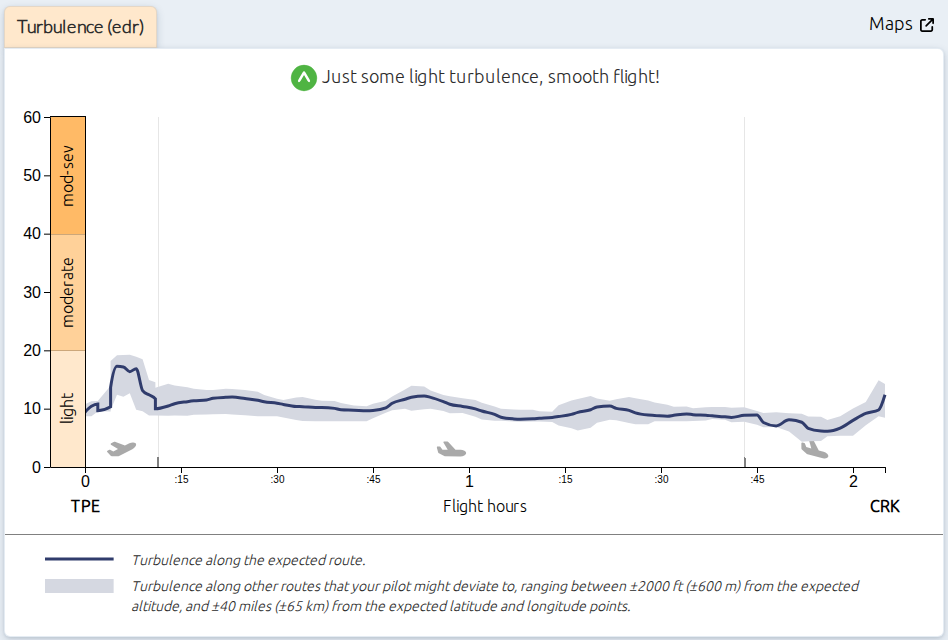 Turbulence (edr)
Maps
Just some light turbulence, smooth flight!
60
50
40
30
20
10
0
mod-sev
moderate
light
0 :15 :30 :45 1 :15 :30 :45 2
TPE Flight hours CRK
Turbulence along the expected route.
Turbulence along other routes that your pilot might deviate to, ranging between ±2000 ft (±600 m) from the expected
altitude, and ±40 miles (±65 km) from the expected latitude and longitude points.